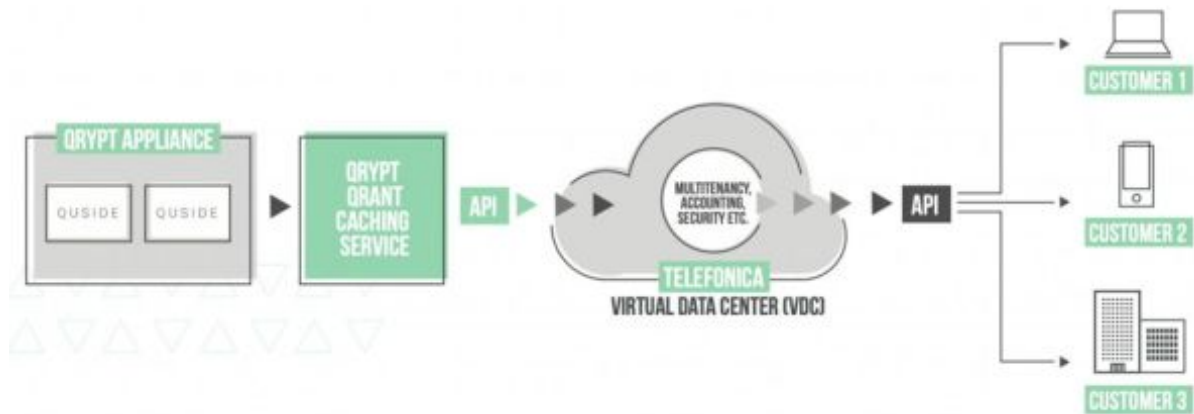 QRYPT APPLIANCE
QUSIDE
QUSIDE
QRYPT
QRANT
CACHING
SERVICE
API
MULTITENANCY,
ACCOUNTING,
SECURITY ETC.
TELEFONICA
VIRTUAL DATA CENTER (VDC)
API
CUSTOMER 1
CUSTOMER 2
CUSTOMER 3